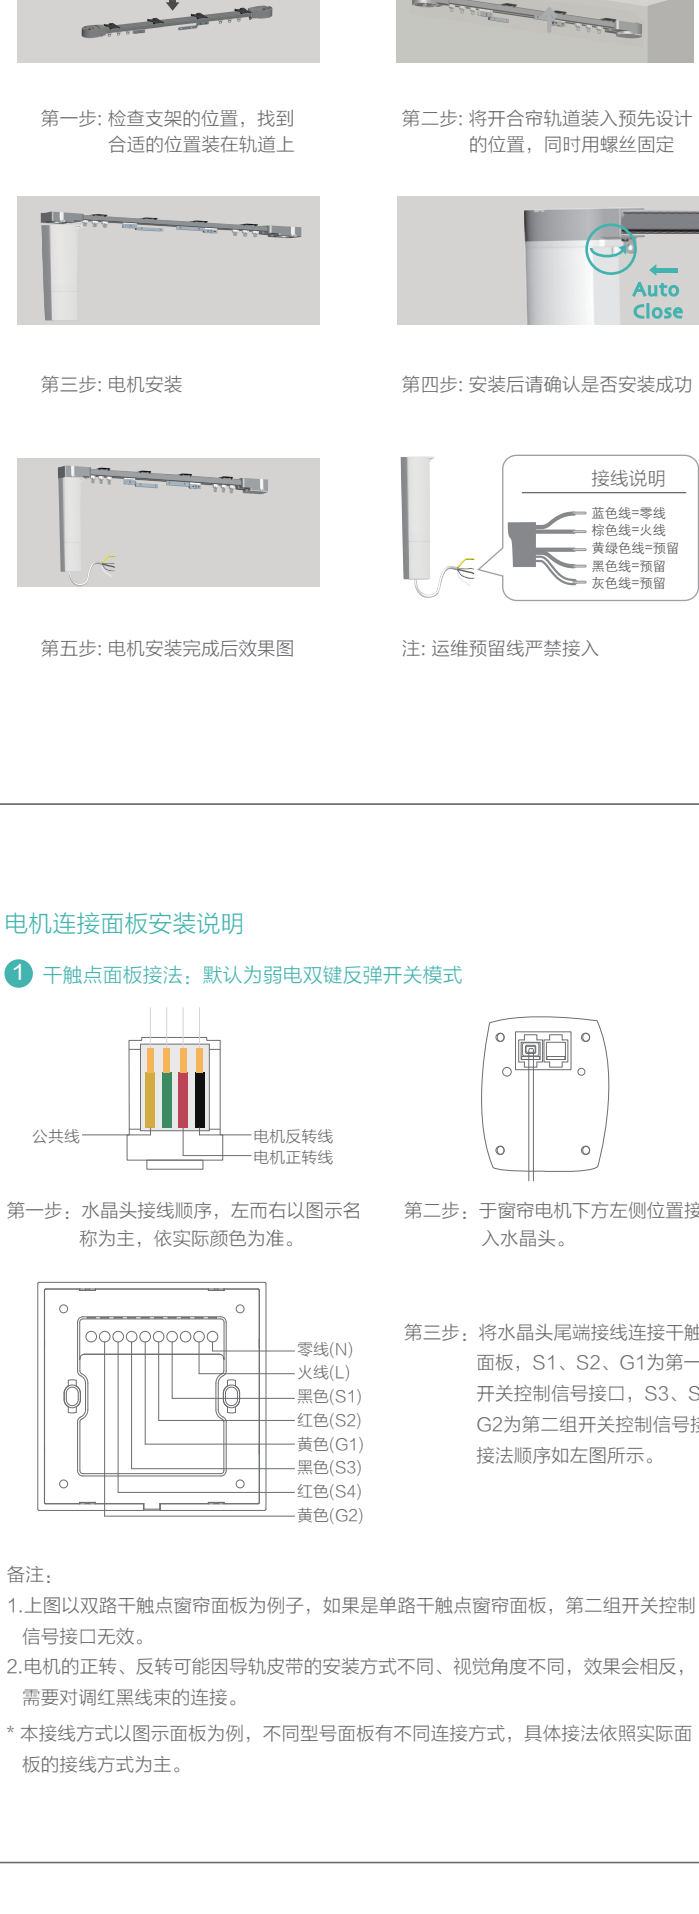 第一步: 检查支架的位置，找到
合适的位置装在轨道上
第二步: 将开合帘轨道装入预先设计
的位置，同时用螺丝固定
Auto
Close
第三步: 电机安装
第四步: 安装后请确认是否安装成功
接线说明
蓝色线=零线
棕色线=火线
黄绿色线=预留
黑色线=预留
灰色线=预留
第五步: 电机安装完成后效果图
注: 运维预留线严禁接入
电机连接面板安装说明
1 干触点面板接法：默认为弱电双键反弹开关模式
公共线
电机反转线
电机正转线
第一步：水晶头接线顺序，左而右以图示名
称为主，依实际颜色为准。
第二步：于窗帘电机下方左侧位置接
入水晶头。
零线(N)
火线(L)
黑色(S1)
红色(S2)
黄色(G1)
黑色(S3)
红色(S4)
黄色(G2)
第三步：将水晶头尾端接线连接干触
面板，S1、S2、G1为第一
开关控制信号接口，S3、S
G2为第二组开关控制信号接
接法顺序如左图所示。
备注：
1.上图以双路干触点窗帘面板为例子，如果是单路干触点窗帘面板，第二组开关控制
信号接口无效。
2.电机的正转、反转可能因导轨皮带的安装方式不同、视觉角度不同，效果会相反，
需要对调红黑线束的连接。
* 本接线方式以图示面板为例，不同型号面板有不同连接方式，具体接法依照实际面
板的接线方式为主。